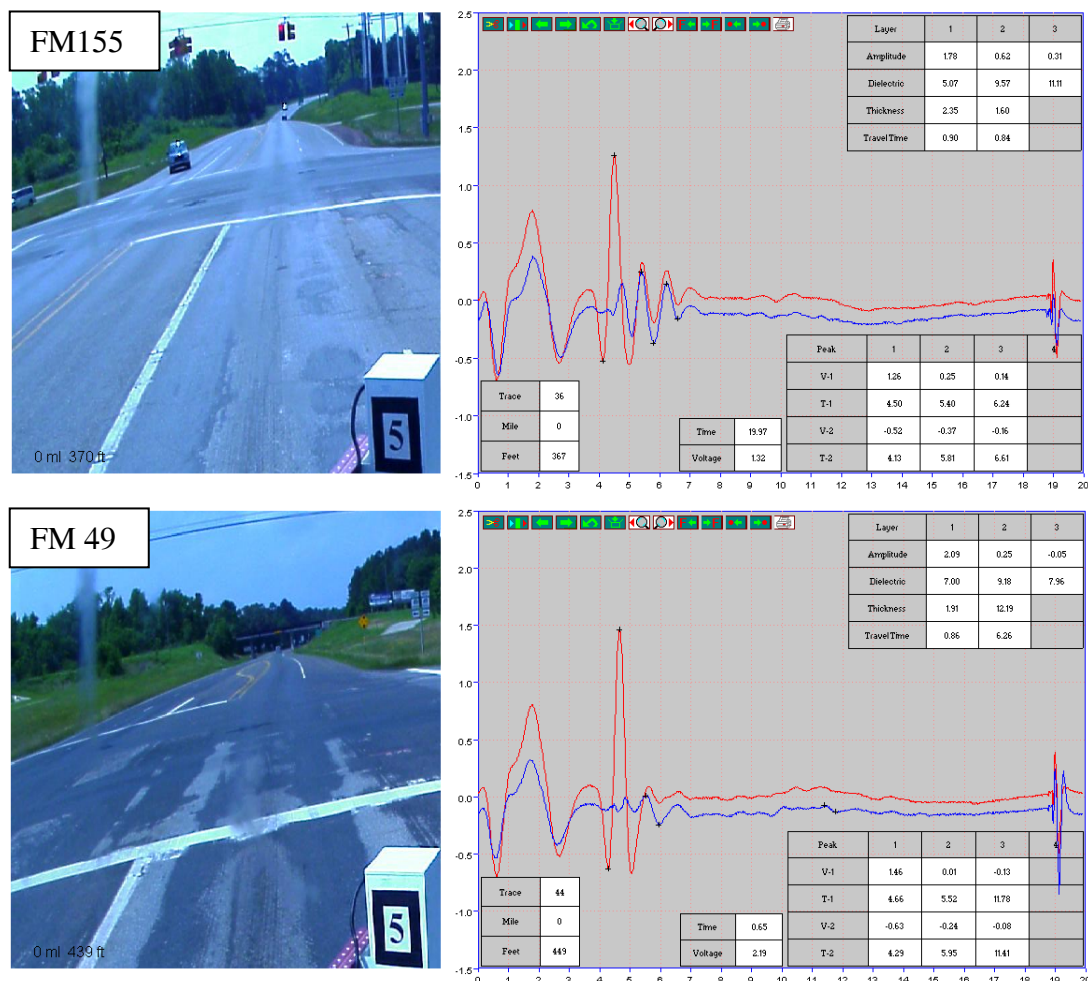 FM155
5
0 ml 370 ft
2.5
2.0
1.5
1.0
0.5
0.0
-0.5
-1.0
-1.5
Layer 1 2 3
Amplitude 1.78 0.62 0.31
Dielectric 5.07 9.57 11.11
Thickness 2.35 1.60
Travel Time 0.90 0.84
Peak 1 2 3 4
V-1 1.26 0.25 0.14
T-1 4.50 5.40 6.24
V-2 -0.52 -0.37 -0.16
T-2 4.13 5.81 6.61
Trace 36
Mile 0
Feet 367
Time 19.97
Voltage 1.32
0 1 2 3 4 5 6 7 8 9 10 11 12 13 14 15 16 17 18 19 20
FM 49
5
0 ml 439 ft
2.5
2.0
1.5
1.0
0.5
0.0
-0.5
-1.0
-1.5
Layer 1 2 3
Amplitude 2.09 0.25 -0.05
Dielectric 7.00 9.18 7.96
Thickness 1.91 12.19
Travel Time 0.86 6.26
Peak 1 2 3 4
V-1 1.46 0.01 -0.13
T-1 4.66 5.52 11.78
V-2 -0.63 -0.24 -0.08
T-2 4.29 5.95 11.41
Trace 44
Mile 0
Feet 449
Time 0.65
Voltage 2.19
0 1 2 3 4 5 6 7 8 9 10 11 12 13 14 15 16 17 18 19 20